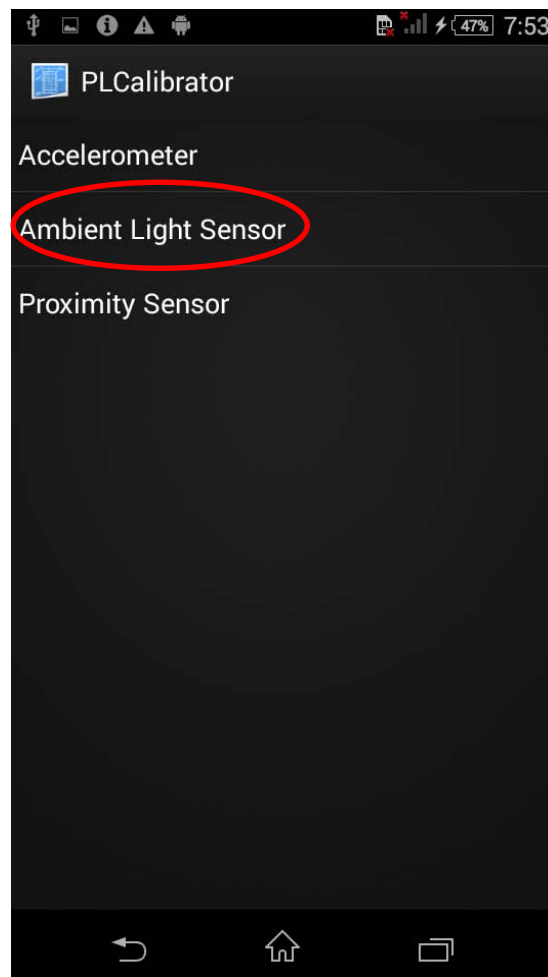 47% 7:53
PLCalibrator
Accelerometer
Ambient Light Sensor
Proximity Sensor